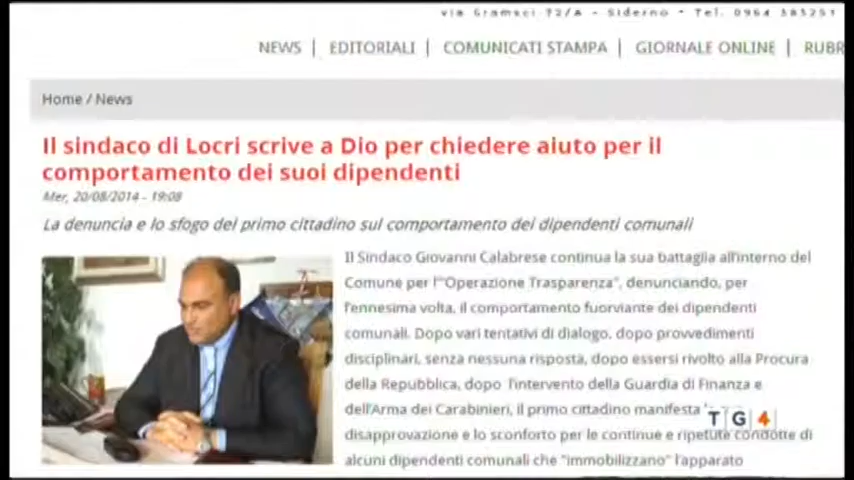 via Gramsci 72/A - Siderno - Tel. 0964 383251
NEWS | EDITORIALI | COMUNICATI STAMPA | GIORNALE ONLINE | RUBR
Home / News
Il sindaco di Locri scrive a Dio per chiedere aiuto per il
comportamento dei suoi dipendenti
Mer, 20/08/2014 - 19:08
La denuncia e lo sfogo del primo cittadino sul comportamento dei dipendenti comunali
Il Sindaco Giovanni Calabrese continua la sua battaglia all'interno del
Comune per l'"Operazione Trasparenza", denunciando, per
l'ennesima volta, il comportamento fuorviante dei dipendenti
comunali. Dopo vari tentativi di dialogo, dopo provvedimenti
disciplinari, senza nessuna risposta, dopo essersi rivolto alla Procura
della Repubblica, dopo l'intervento della Guardia di Finanza e
dell'Arma dei Carabinieri, il primo cittadino manifesta
TG4
disapprovazione e lo sconforto per le continue e ripetute condotte di
alcuni dipendenti comunali che "immobilizzano" l'apparato